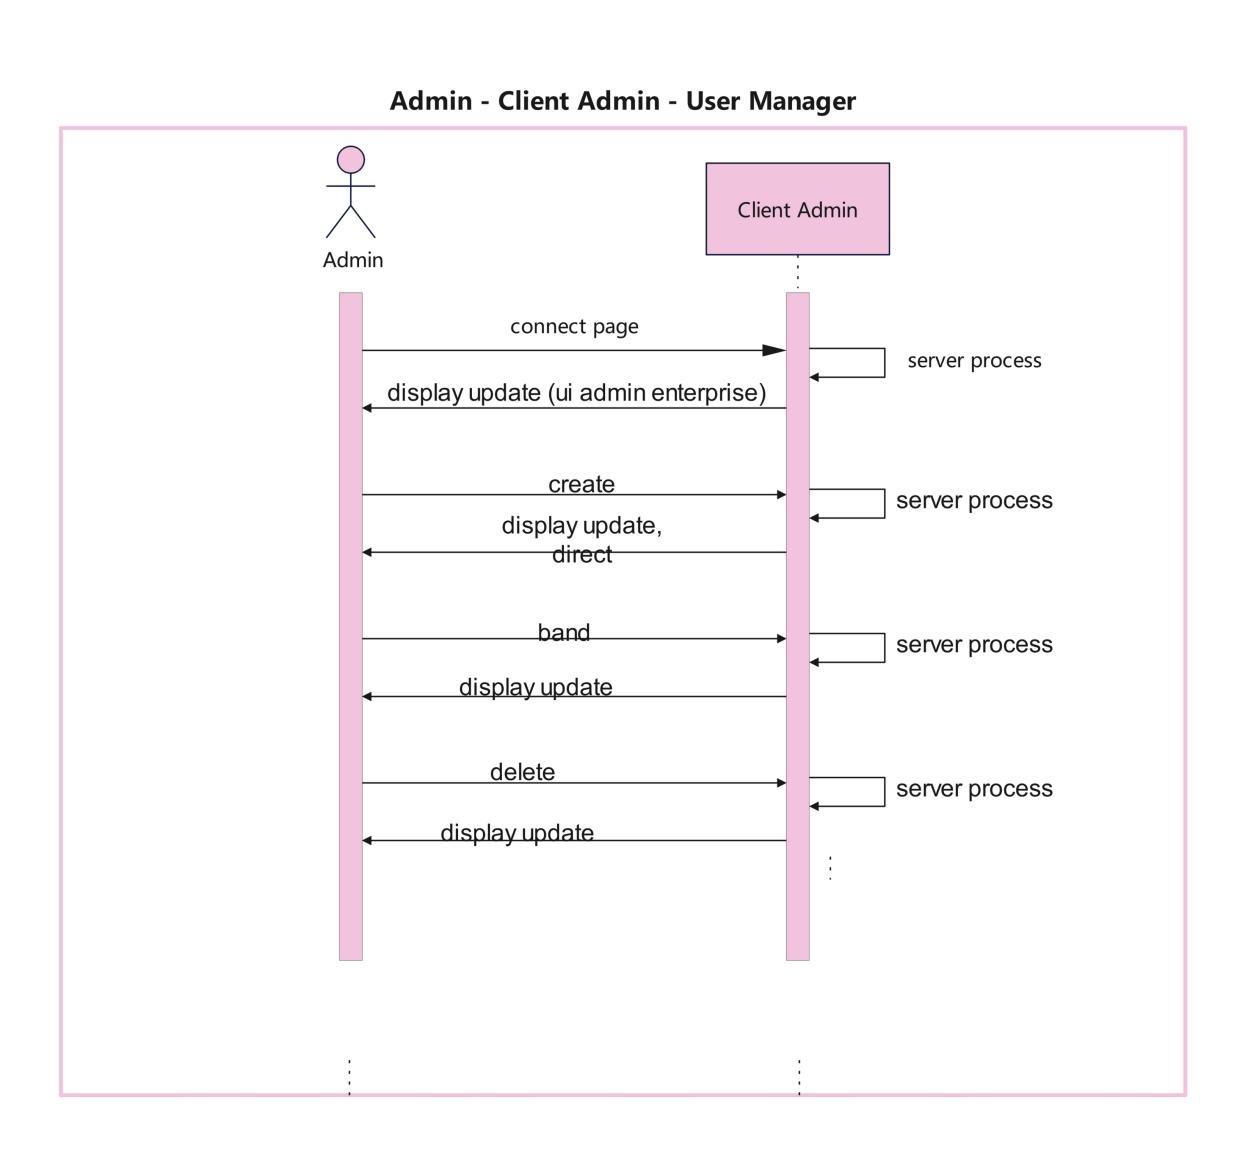 Admin - Client Admin - User Manager
Client Admin
Admin
connect page
server process
display update (ui admin enterprise)
create
server process
display update,
direct
band
server process
display update
delete
server process
display update